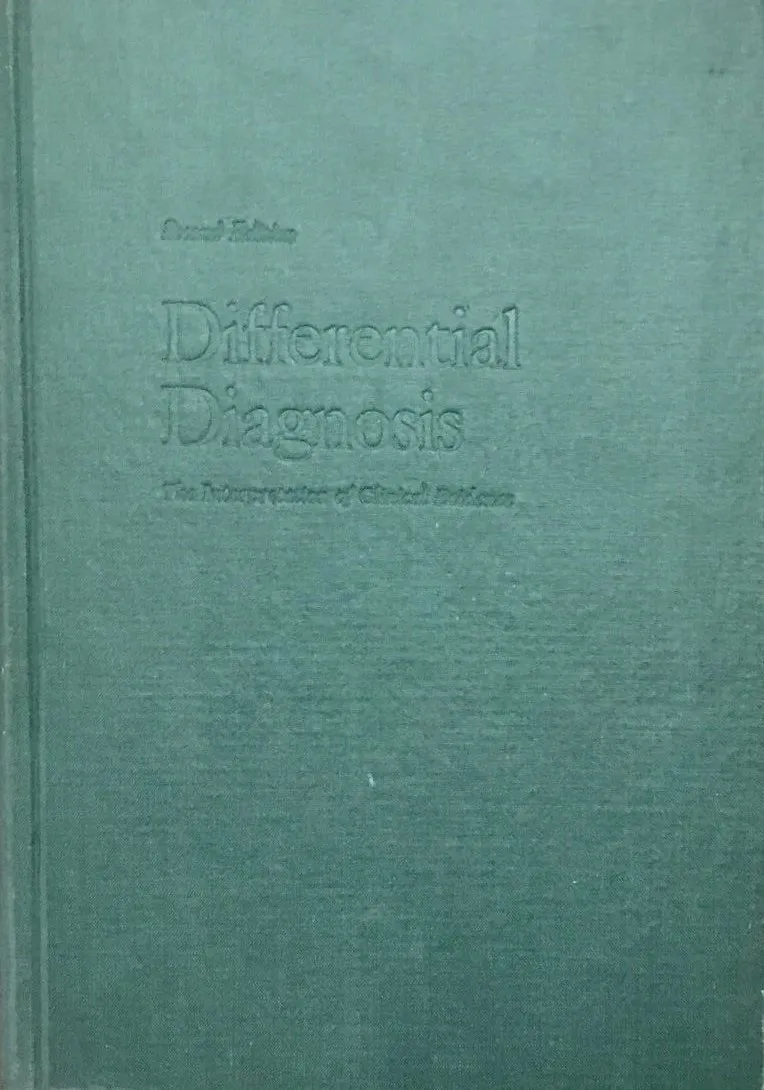 Second Edition
Differential
Diagnosis
The Interpretation of Clinical Evidence